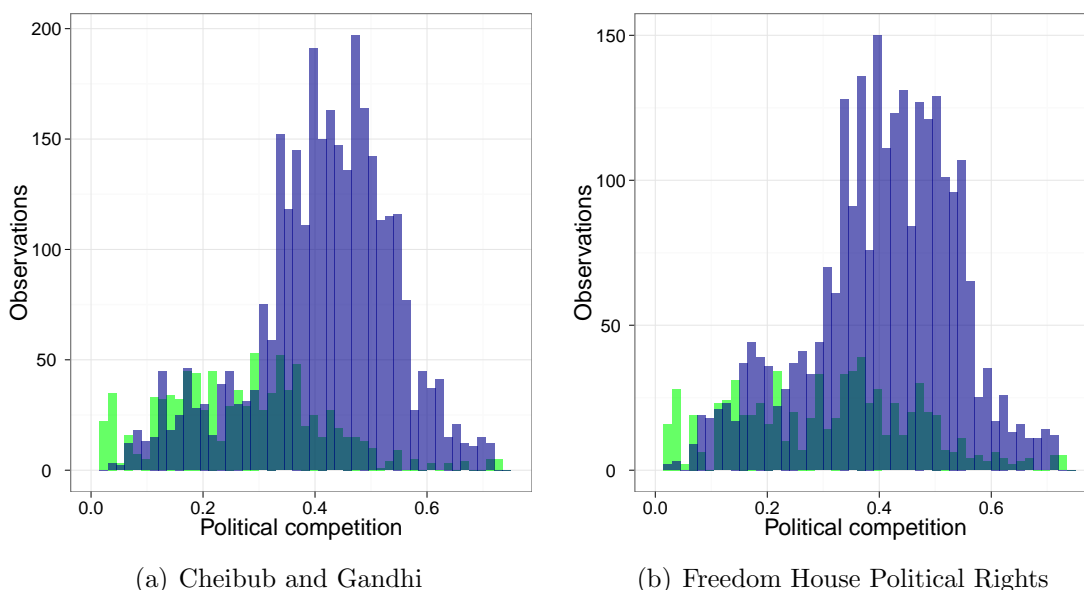 200
150
100
50
0
Observations
0.0 0.2 0.4 0.6
Political competition
(a) Cheibub and Gandhi
150
100
50
0
Observations
0.0 0.2 0.4 0.6
Political competition
(b) Freedom House Political Rights